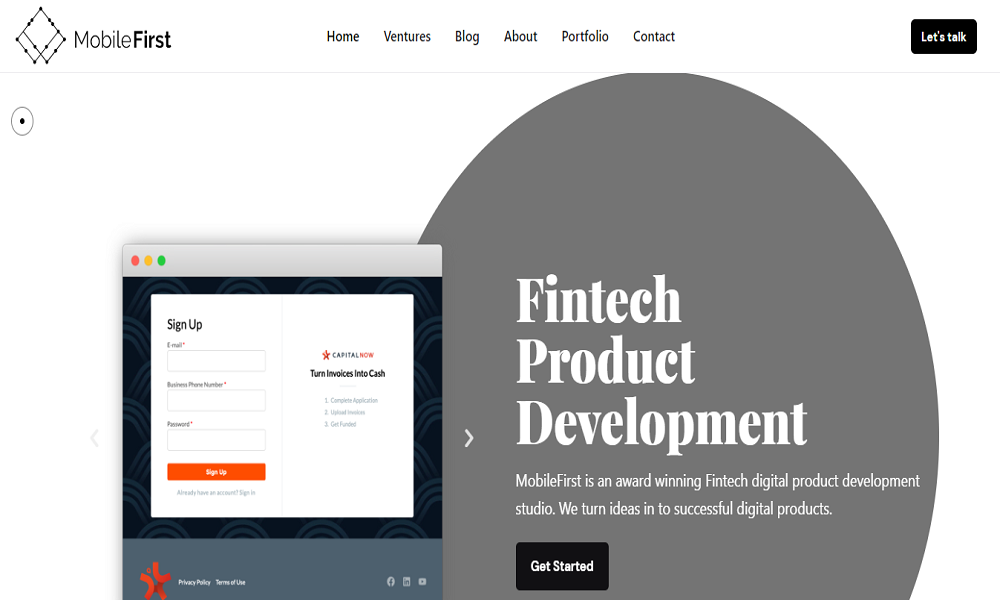 MobileFirst
Home Ventures Blog About Portfolio Contact
Let's talk
Sign Up
E-mail*
Business Phone Number*
Password*
Sign Up
Already have an account? Sign in
CAPITALNOW
Turn Invoices Into Cash
1. Complete Application
2. Upload Invoices
3. Get Funded
Privacy Policy Terms of Use
Fintech
Product
Development
MobileFirst is an award winning Fintech digital product development
studio. We turn ideas in to successful digital products.
Get Started